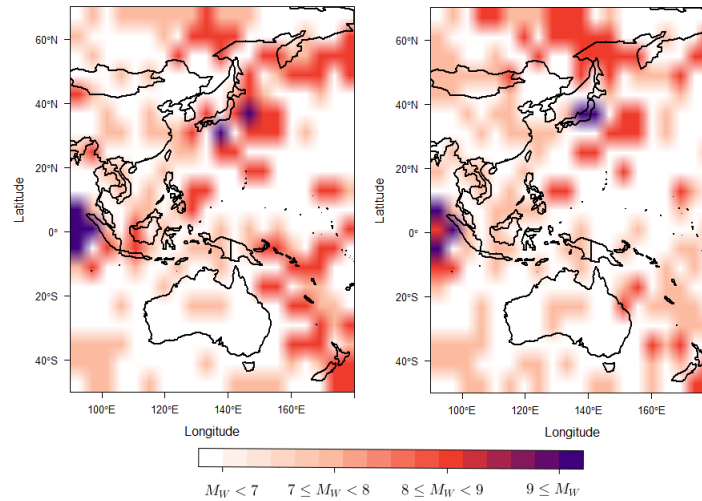 60°N
40°N
20°N
0°
20°S
40°S
Latitude
100°E 120°E 140°E 160°E
Longitude
60°N
40°N
20°N
0°
20°S
40°S
Latitude
100°E 120°E 140°E 160°E
Longitude
M_W < 7 7 ≤ M_W < 8 8 ≤ M_W < 9 9 ≤ M_W